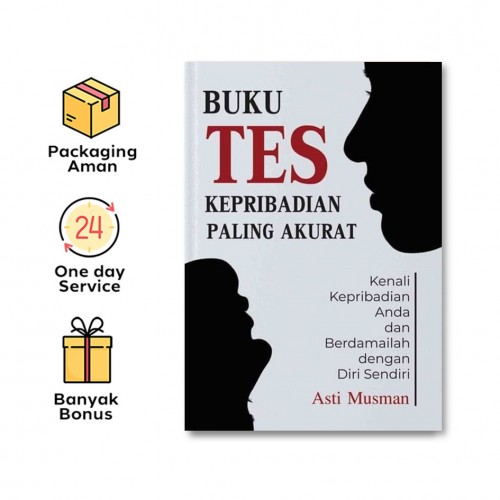 Packaging
Aman
24
One day
Service
Banyak
Bonus
BUKU
TES
KEPRIBADIAN
PALING AKURAT
Kenali
Kepribadian
Anda
dan
Berdamailah
dengan
Diri Sendiri
Asti Musman